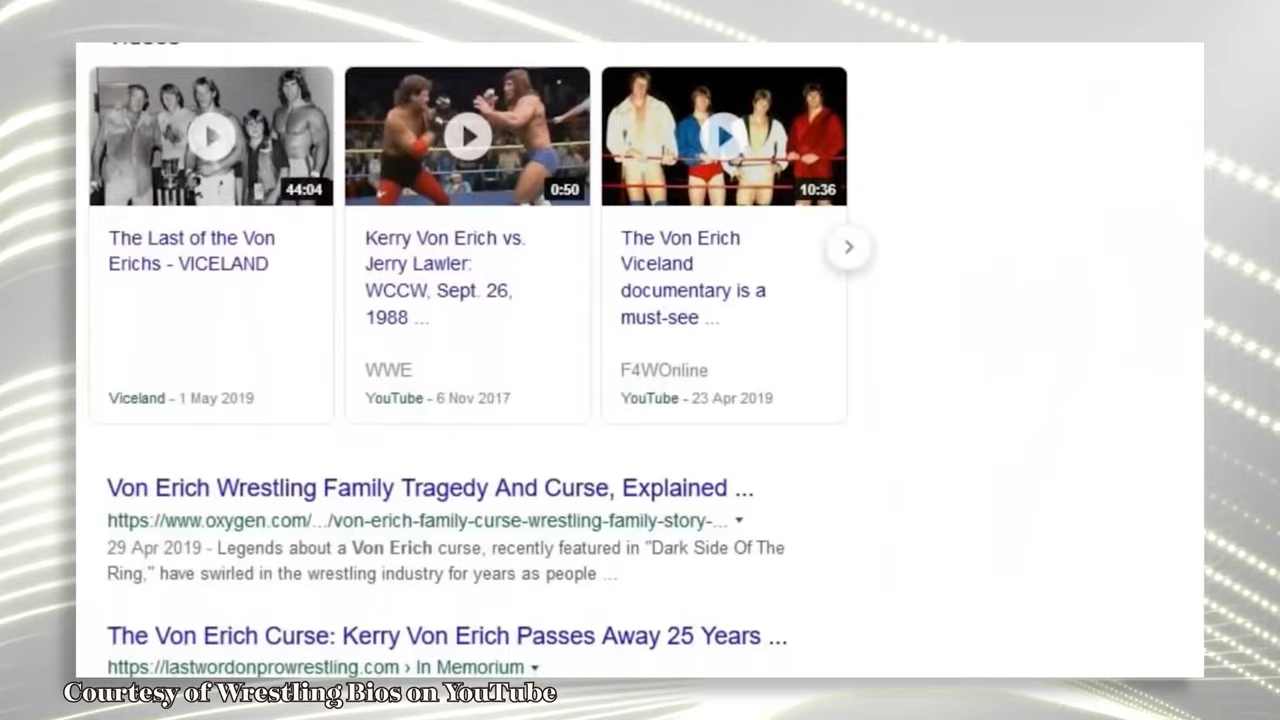 Videos
44:04
0:50
10:36
The Last of the Von
Erichs - VICELAND
Viceland - 1 May 2019
Kerry Von Erich vs.
Jerry Lawler:
WCCW, Sept. 26,
1988 ...
WWE
YouTube - 6 Nov 2017
The Von Erich
Viceland
documentary is a
must-see ...
F4WOnline
YouTube - 23 Apr 2019
Von Erich Wrestling Family Tragedy And Curse, Explained ...
https://www.oxygen.com/.../von-erich-family-curse-wrestling-family-story-...
29 Apr 2019 - Legends about a Von Erich curse, recently featured in "Dark Side Of The
Ring," have swirled in the wrestling industry for years as people ...
The Von Erich Curse: Kerry Von Erich Passes Away 25 Years ...
https://lastwordonprowrestling.com › In Memorium
Courtesy of Wrestling Bios on YouTube